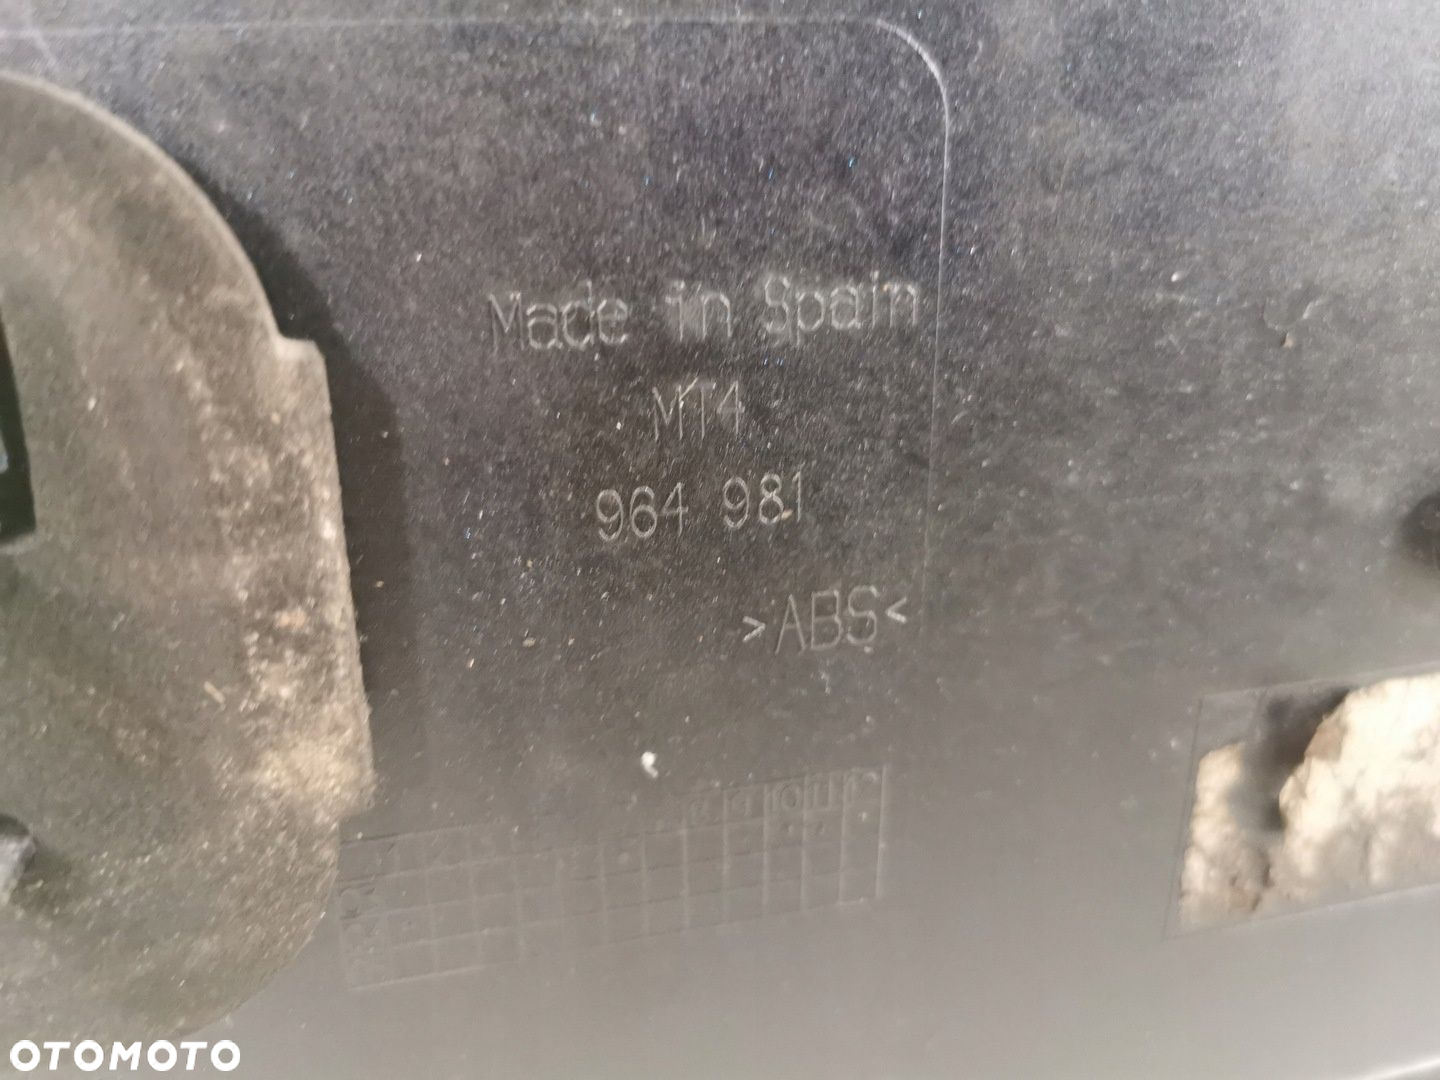 Made in Spain
MT4
964 981
>ABS<
OTOMOTO